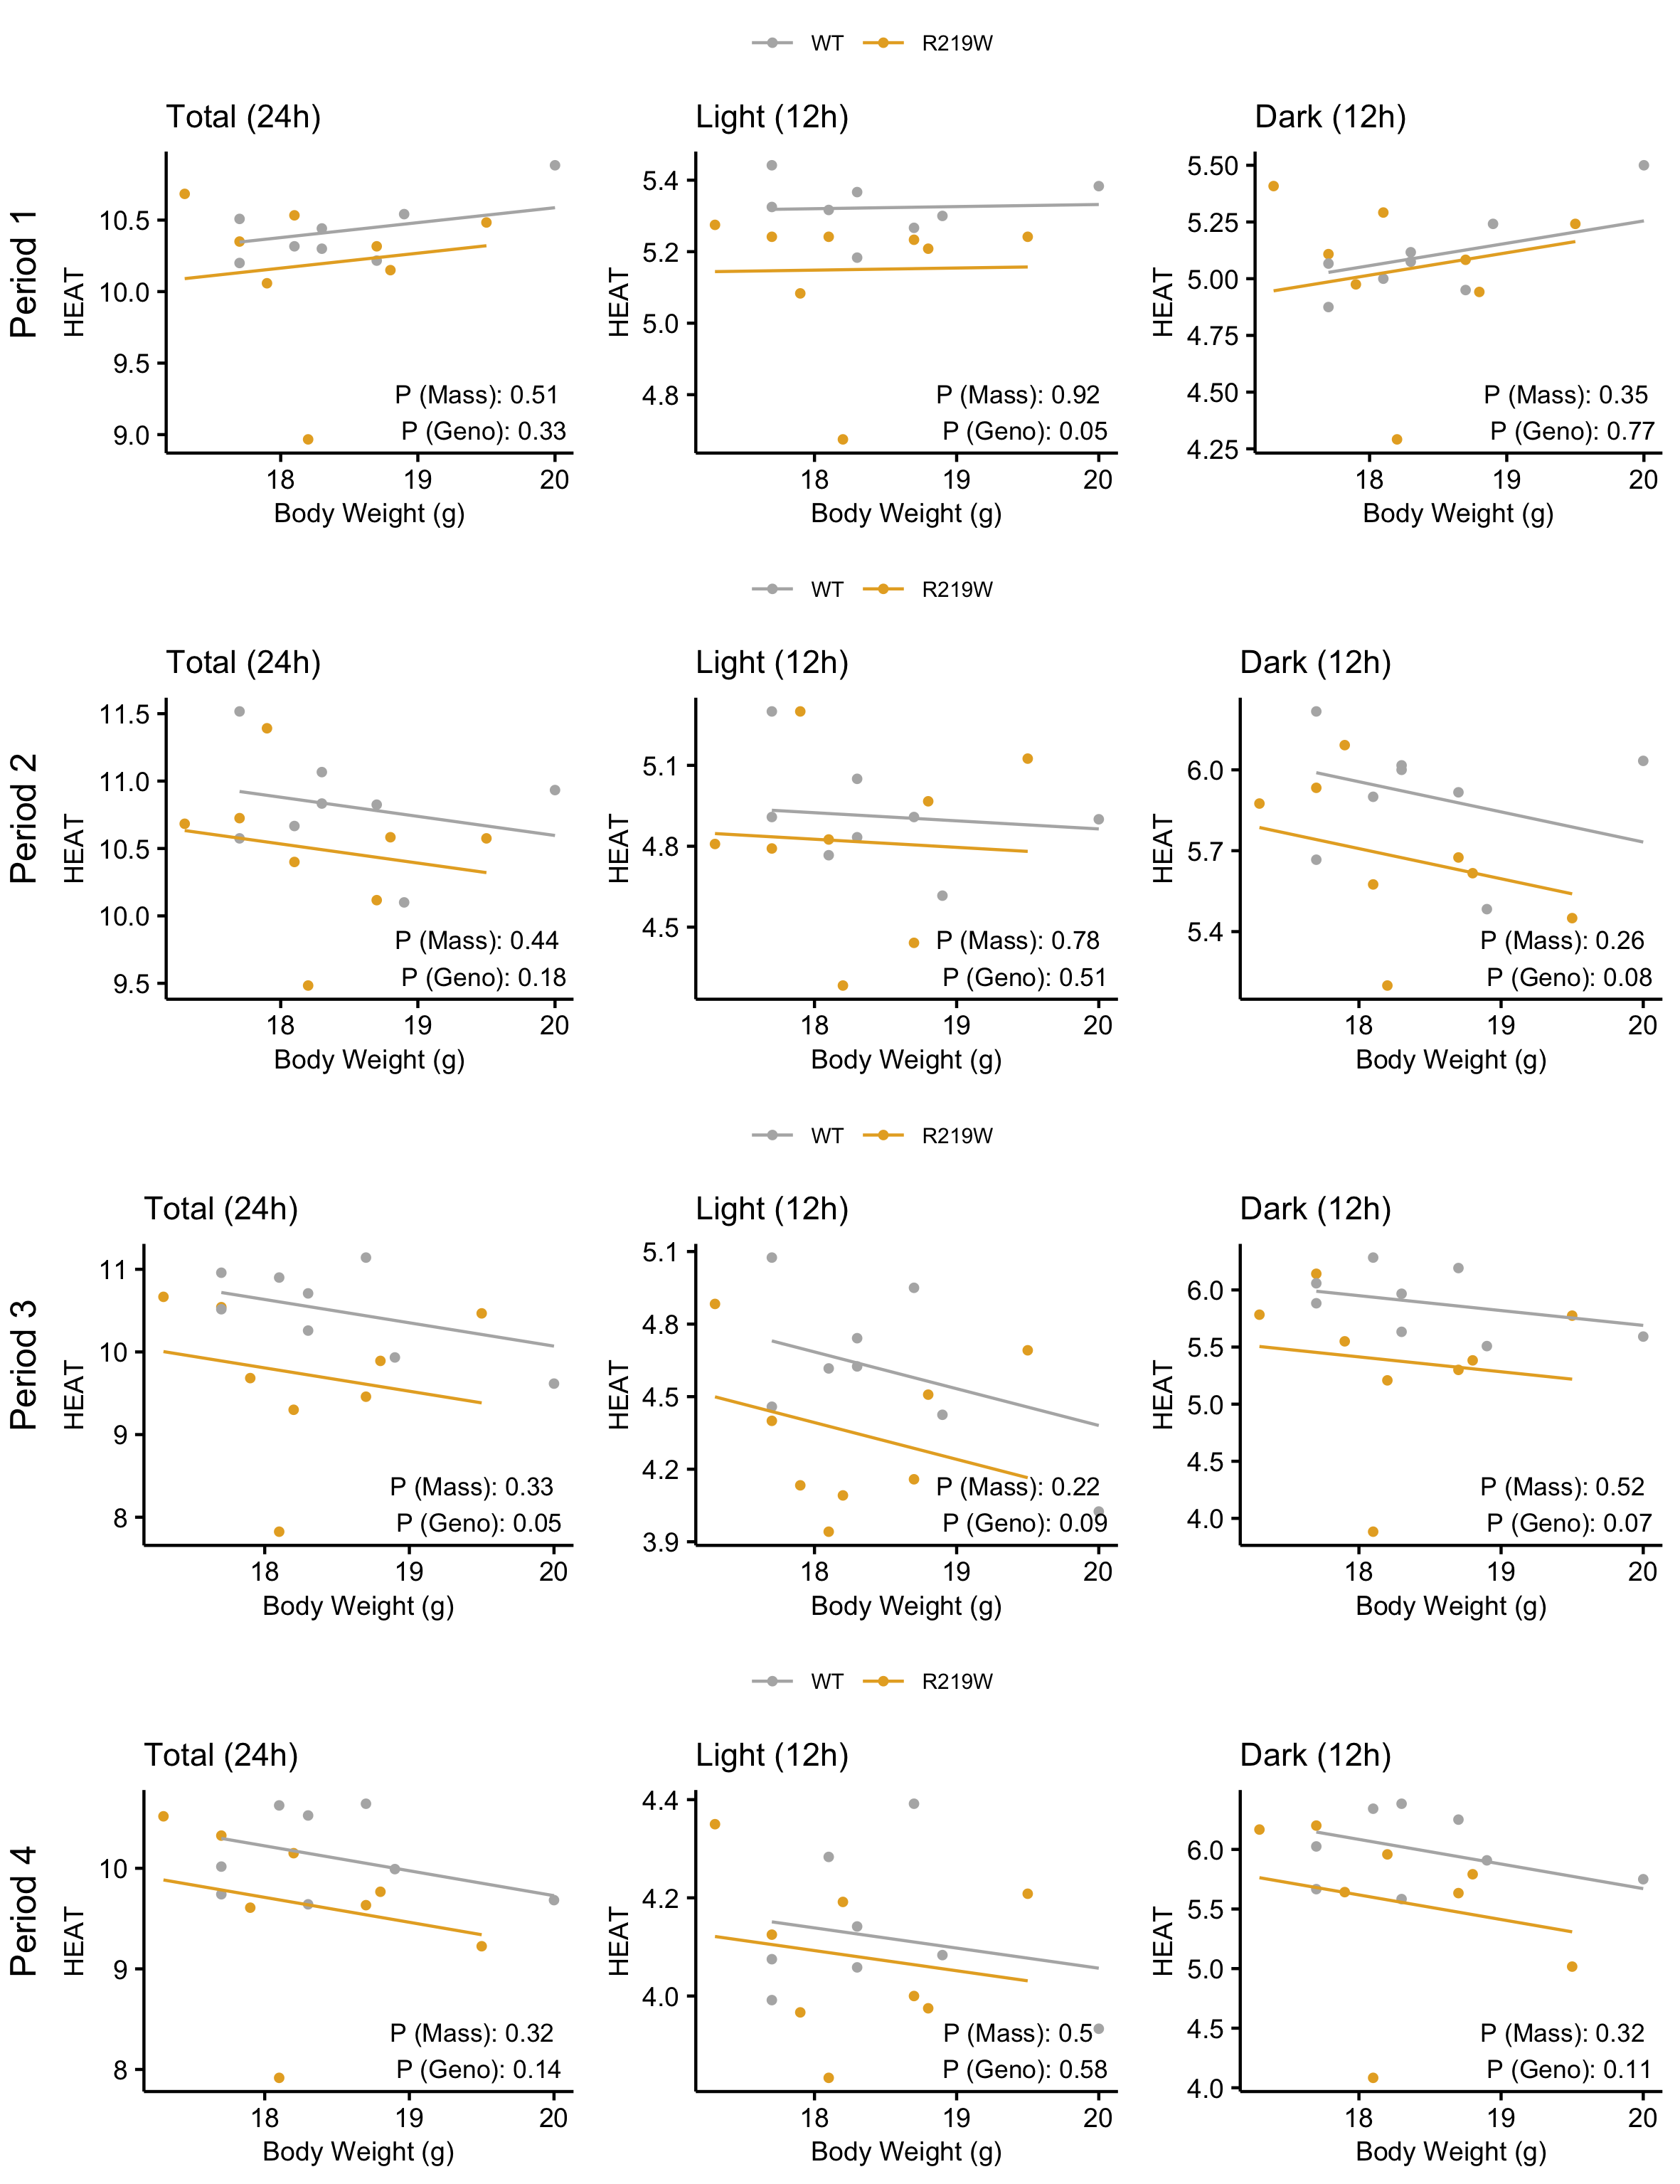 WT R219W
Period 1
Total (24h)
HEAT
10.5
10.0
9.5
9.0
P (Mass): 0.51
P (Geno): 0.33
18 19 20
Body Weight (g)
Light (12h)
HEAT
5.4
5.2
5.0
4.8
P (Mass): 0.92
P (Geno): 0.05
18 19 20
Body Weight (g)
Dark (12h)
HEAT
5.50
5.25
5.00
4.75
4.50
4.25
P (Mass): 0.35
P (Geno): 0.77
18 19 20
Body Weight (g)
WT R219W
Period 2
Total (24h)
HEAT
11.5
11.0
10.5
10.0
9.5
P (Mass): 0.44
P (Geno): 0.18
18 19 20
Body Weight (g)
Light (12h)
HEAT
5.1
4.8
4.5
P (Mass): 0.78
P (Geno): 0.51
18 19 20
Body Weight (g)
Dark (12h)
HEAT
6.0
5.7
5.4
P (Mass): 0.26
P (Geno): 0.08
18 19 20
Body Weight (g)
WT R219W
Period 3
Total (24h)
HEAT
11
10
9
8
P (Mass): 0.33
P (Geno): 0.05
18 19 20
Body Weight (g)
Light (12h)
HEAT
5.1
4.8
4.5
4.2
3.9
P (Mass): 0.22
P (Geno): 0.09
18 19 20
Body Weight (g)
Dark (12h)
HEAT
6.0
5.5
5.0
4.5
4.0
P (Mass): 0.52
P (Geno): 0.07
18 19 20
Body Weight (g)
WT R219W
Period 4
Total (24h)
HEAT
10
9
8
P (Mass): 0.32
P (Geno): 0.14
18 19 20
Body Weight (g)
Light (12h)
HEAT
4.4
4.2
4.0
P (Mass): 0.5
P (Geno): 0.58
18 19 20
Body Weight (g)
Dark (12h)
HEAT
6.0
5.5
5.0
4.5
4.0
P (Mass): 0.32
P (Geno): 0.11
18 19 20
Body Weight (g)